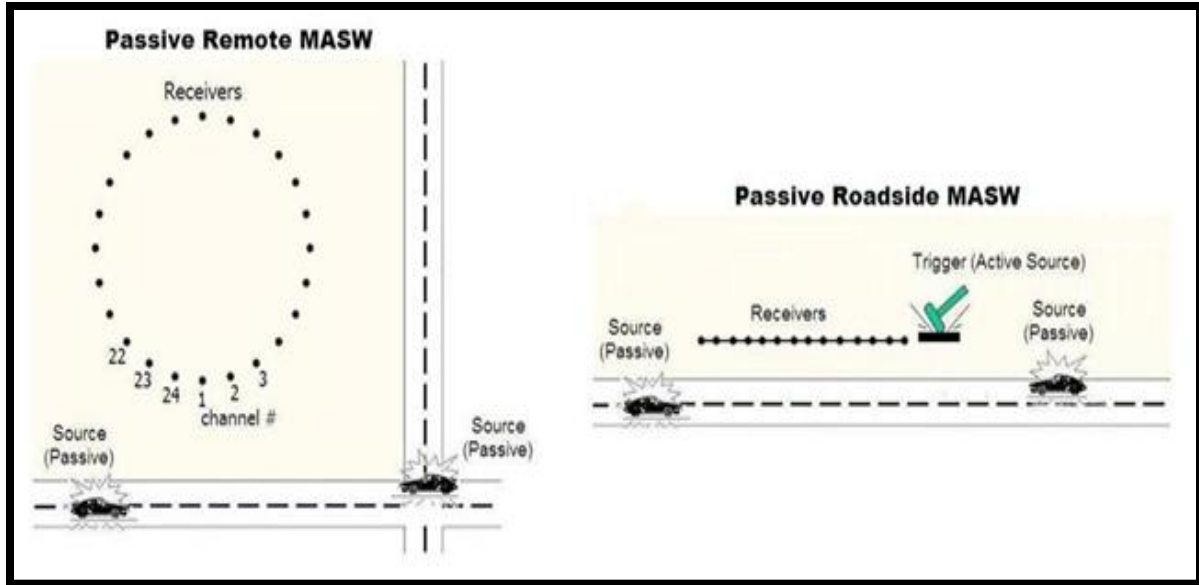 Passive Remote MASW
Receivers
22
23
24
1
2
3
channel #
Source
(Passive)
Source
(Passive)
Passive Roadside MASW
Trigger (Active Source)
Receivers
Source
(Passive)
Source
(Passive)